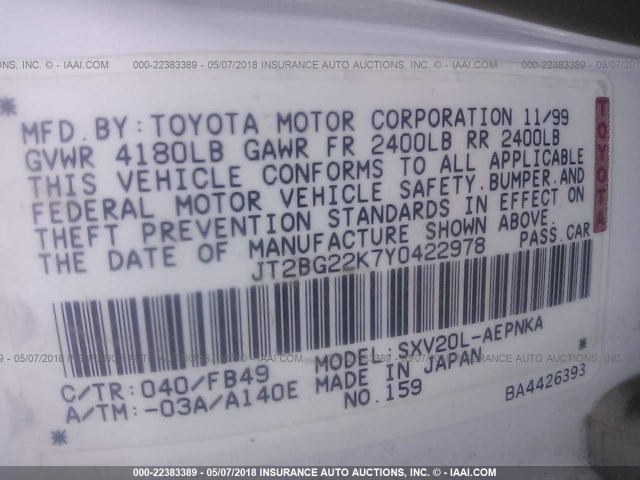 INC. - IAAI.COM 000-22383389 - 05/07/2018 INSURANCE AUTO AUCTIONS, INC. - © IAAI.COM 000-22383389 - 05/07/2018
MFD. BY: TOYOTA MOTOR CORPORATION 11/99
GVWR 4180LB GAWR FR 2400LB RR 2400LB
THIS VEHICLE CONFORMS TO ALL APPLICABLE
FEDERAL MOTOR VEHICLE SAFETY, BUMPER, AND
THEFT PREVENTION STANDARDS IN EFFECT ON
THE DATE OF MANUFACTURE SHOWN ABOVE.
JT2BG22K7Y0422978 PASS. CAR
TOYOTA
C/TR: 040/FB49 MODEL: SXV20L-AEPNKA
A/TM: -03A/A140E MADE IN JAPAN
NO. 159 BA4426393
000-22383389 - 05/07/2018 INSURANCE AUTO AUCTIONS, INC. - © IAAI.COM